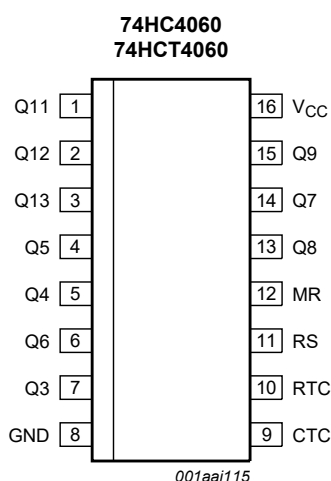 74HC4060
74HCT4060
Q11 1 16 VCC
Q12 2 15 Q9
Q13 3 14 Q7
Q5 4 13 Q8
Q4 5 12 MR
Q6 6 11 RS
Q3 7 10 RTC
GND 8 9 CTC
001aai115